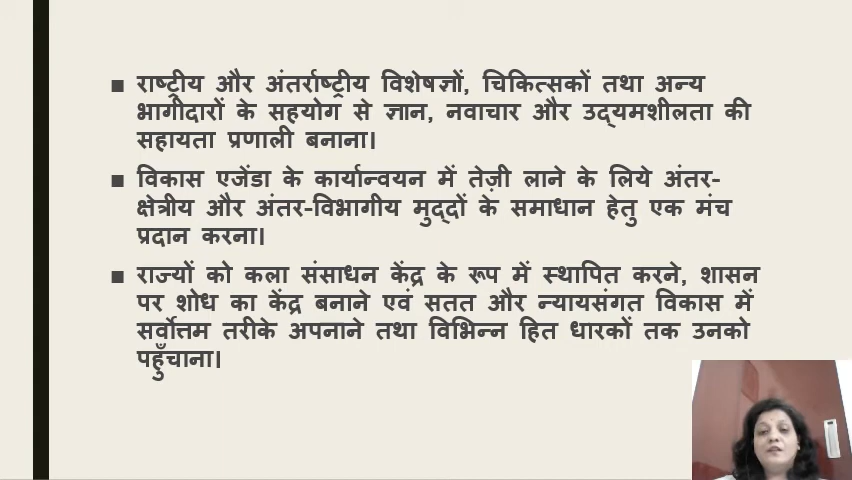 ▪ राष्ट्रीय और अंतर्राष्ट्रीय विशेषज्ञों, चिकित्सकों तथा अन्य
भागीदारों के सहयोग से ज्ञान, नवाचार और उद्यमशीलता की
सहायता प्रणाली बनाना।
▪ विकास एजेंडा के कार्यान्वयन में तेज़ी लाने के लिये अंतर-
क्षेत्रीय और अंतर-विभागीय मुद्दों के समाधान हेतु एक मंच
प्रदान करना।
▪ राज्यों को कला संसाधन केंद्र के रूप में स्थापित करने, शासन
पर शोध का केंद्र बनाने एवं सतत और न्यायसंगत विकास में
सर्वोत्तम तरीके अपनाने तथा विभिन्न हित धारकों तक उनको
पहुँचाना।